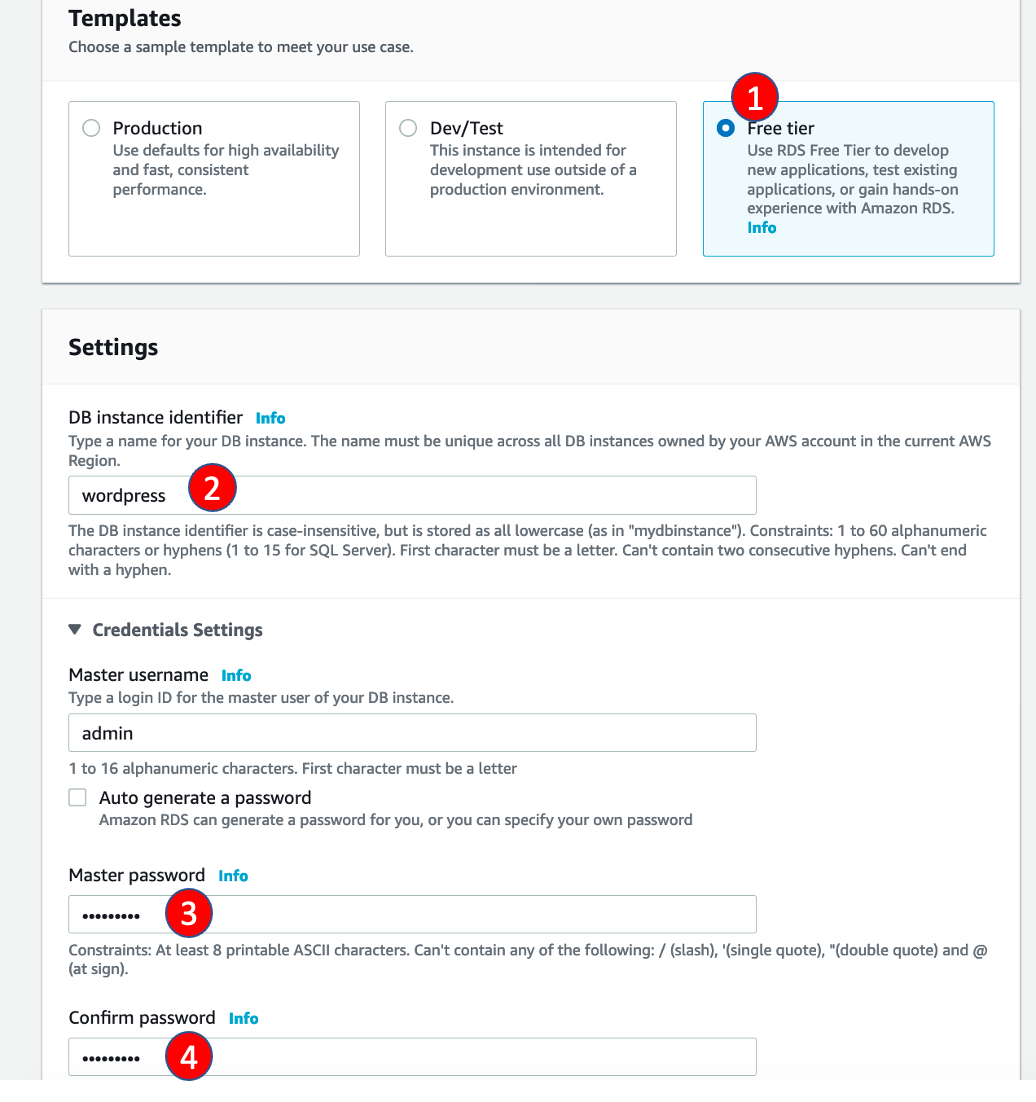 Templates
Choose a sample template to meet your use case.
1
Production
Use defaults for high availability
and fast, consistent
performance.
Dev/Test
This instance is intended for
development use outside of a
production environment.
Free tier
Use RDS Free Tier to develop
new applications, test existing
applications, or gain hands-on
experience with Amazon RDS.
Info
Settings
DB instance identifier Info
Type a name for your DB instance. The name must be unique across all DB instances owned by your AWS account in the current AWS
Region.
wordpress 2
The DB instance identifier is case-insensitive, but is stored as all lowercase (as in "mydbinstance"). Constraints: 1 to 60 alphanumeric
characters or hyphens (1 to 15 for SQL Server). First character must be a letter. Can't contain two consecutive hyphens. Can't end
with a hyphen.
Credentials Settings
Master username Info
Type a login ID for the master user of your DB instance.
admin
1 to 16 alphanumeric characters. First character must be a letter
Auto generate a password
Amazon RDS can generate a password for you, or you can specify your own password
Master password Info
••••••••• 3
Constraints: At least 8 printable ASCII characters. Can't contain any of the following: / (slash), '(single quote), "(double quote) and @
(at sign).
Confirm password Info
••••••••• 4